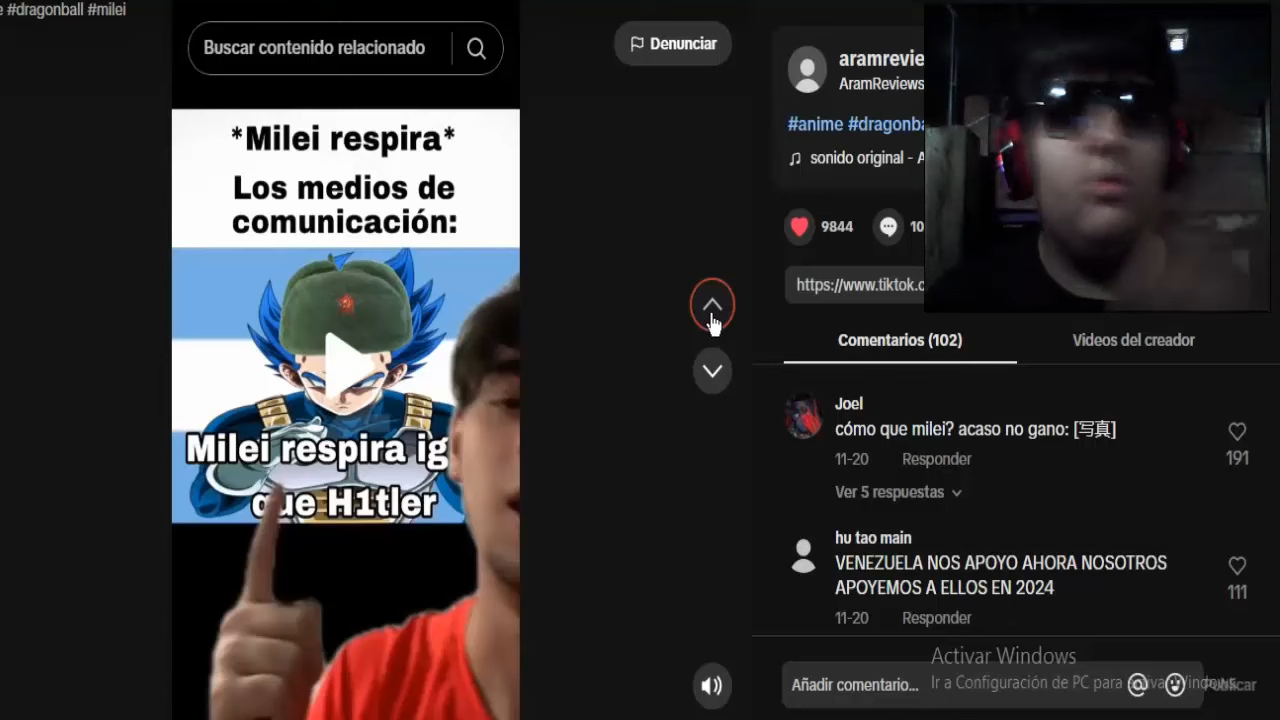 e #dragonball #milei
Buscar contenido relacionado
Denunciar
*Milei respira*
Los medios de
comunicación:
Milei respira ig
que H1tler
aramrevie
AramReviews
#anime #dragonba
sonido original - A
9844
10
https://www.tiktok.c
Comentarios (102)
Videos del creador
Joel
cómo que milei? acaso no gano: [写真]
11-20 Responder
191
Ver 5 respuestas
hu tao main
VENEZUELA NOS APOYO AHORA NOSOTROS
APOYEMOS A ELLOS EN 2024
111
11-20 Responder
Activar Windows
Ir a Configuración de PC para activar Windows.
Añadir comentario...
Publicar